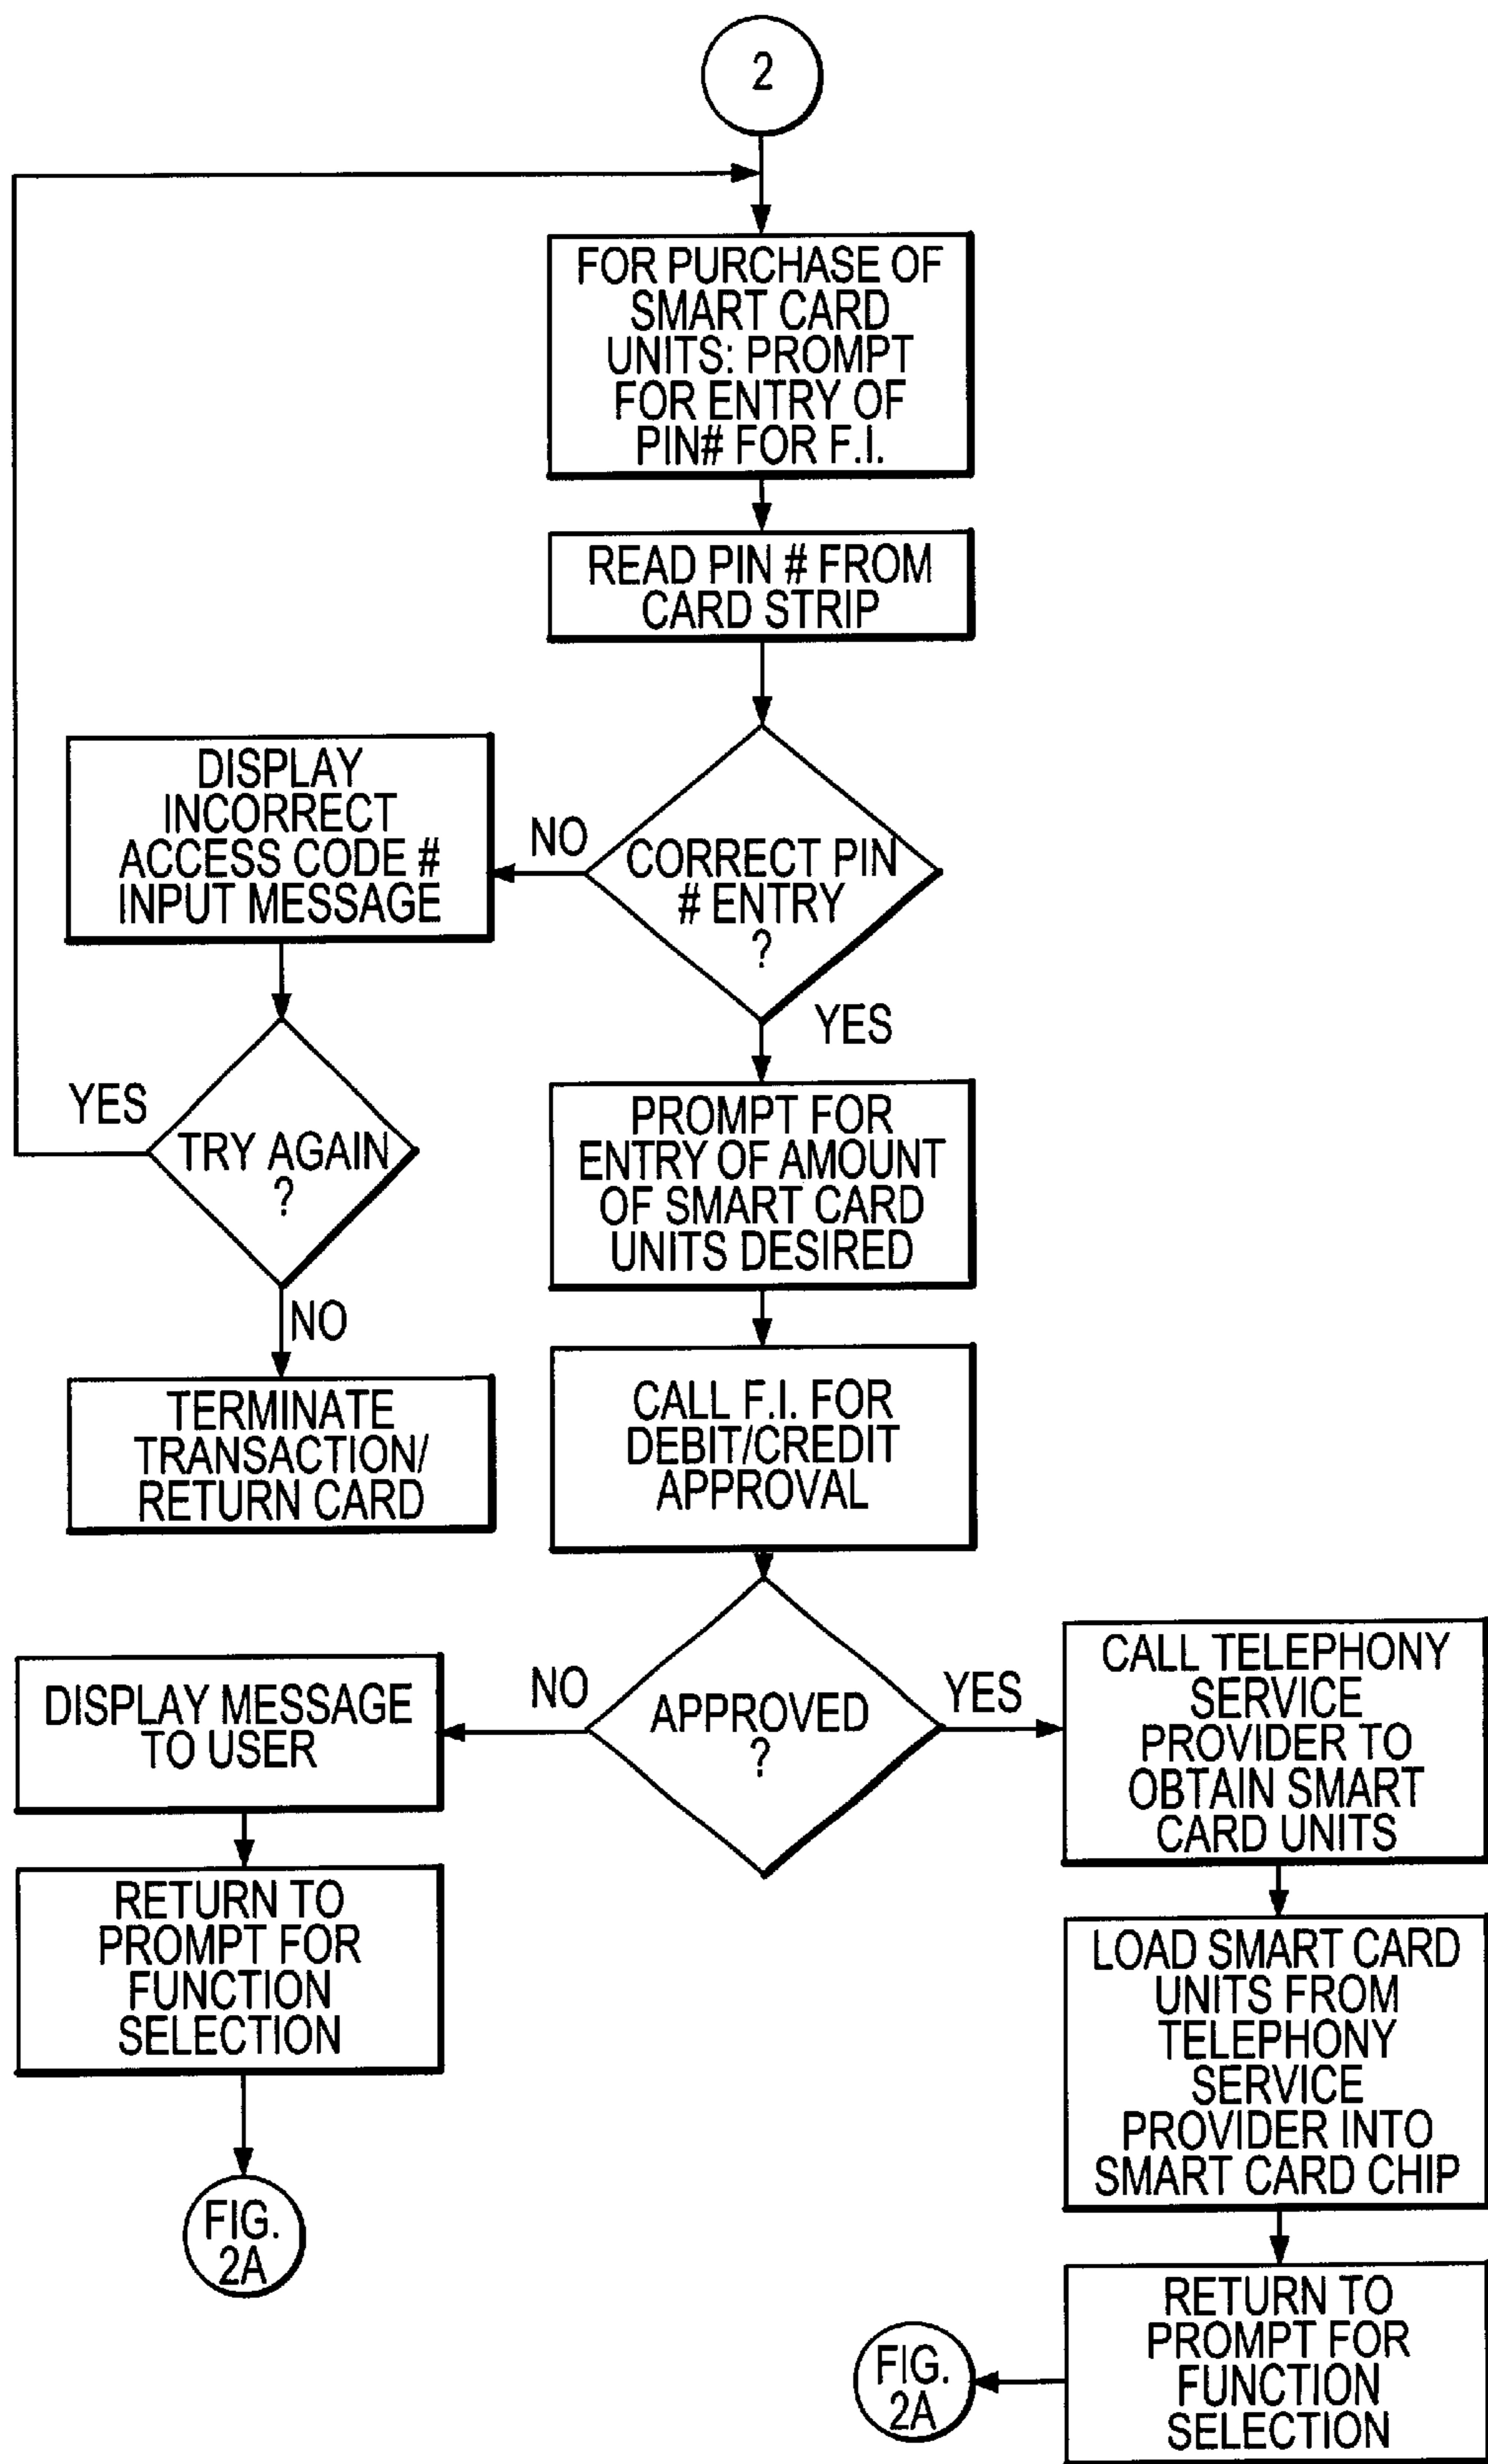 2
FOR PURCHASE OF
SMART CARD
UNITS: PROMPT
FOR ENTRY OF
PIN# FOR F.I.
READ PIN # FROM
CARD STRIP
CORRECT PIN
# ENTRY
?
NO
DISPLAY
INCORRECT
ACCESS CODE #
INPUT MESSAGE
TRY AGAIN
?
YES
NO
TERMINATE
TRANSACTION/
RETURN CARD
YES
PROMPT FOR
ENTRY OF AMOUNT
OF SMART CARD
UNITS DESIRED
CALL F.I. FOR
DEBIT/CREDIT
APPROVAL
APPROVED
?
NO
DISPLAY MESSAGE
TO USER
RETURN TO
PROMPT FOR
FUNCTION
SELECTION
FIG.
2A
YES
CALL TELEPHONY
SERVICE
PROVIDER TO
OBTAIN SMART
CARD UNITS
LOAD SMART CARD
UNITS FROM
TELEPHONY
SERVICE
PROVIDER INTO
SMART CARD CHIP
RETURN TO
PROMPT FOR
FUNCTION
SELECTION
FIG.
2A